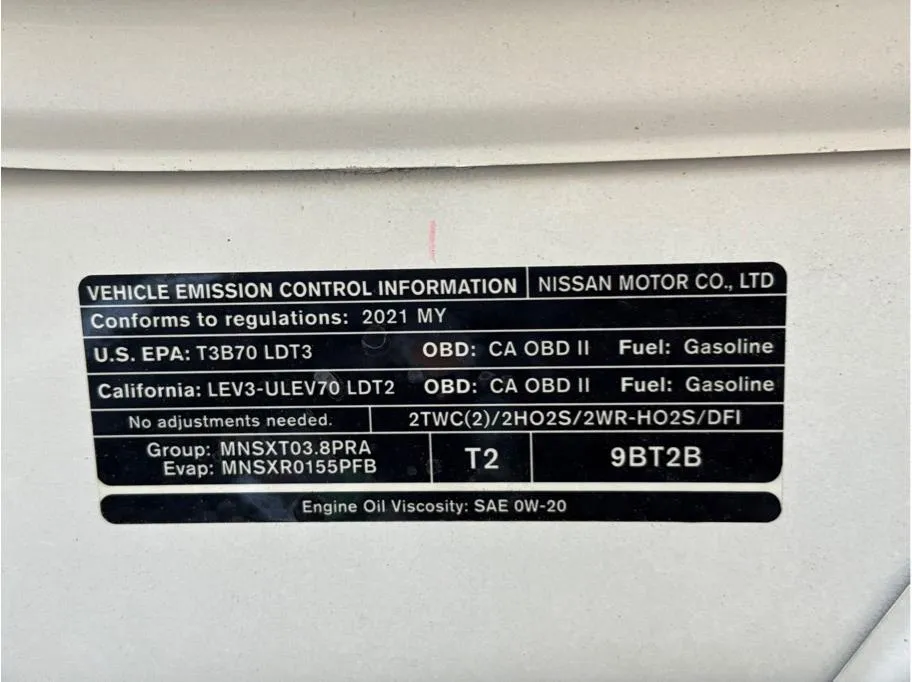 VEHICLE EMISSION CONTROL INFORMATION NISSAN MOTOR CO., LTD
Conforms to regulations: 2021 MY
U.S. EPA: T3B70 LDT3 OBD: CA OBD II Fuel: Gasoline
California: LEV3-ULEV70 LDT2 OBD: CA OBD II Fuel: Gasoline
No adjustments needed. 2TWC(2)/2HO2S/2WR-HO2S/DFI
Group: MNSXT03.8PRA
Evap: MNSXR0155PFB
T2
9BT2B
Engine Oil Viscosity: SAE 0W-20